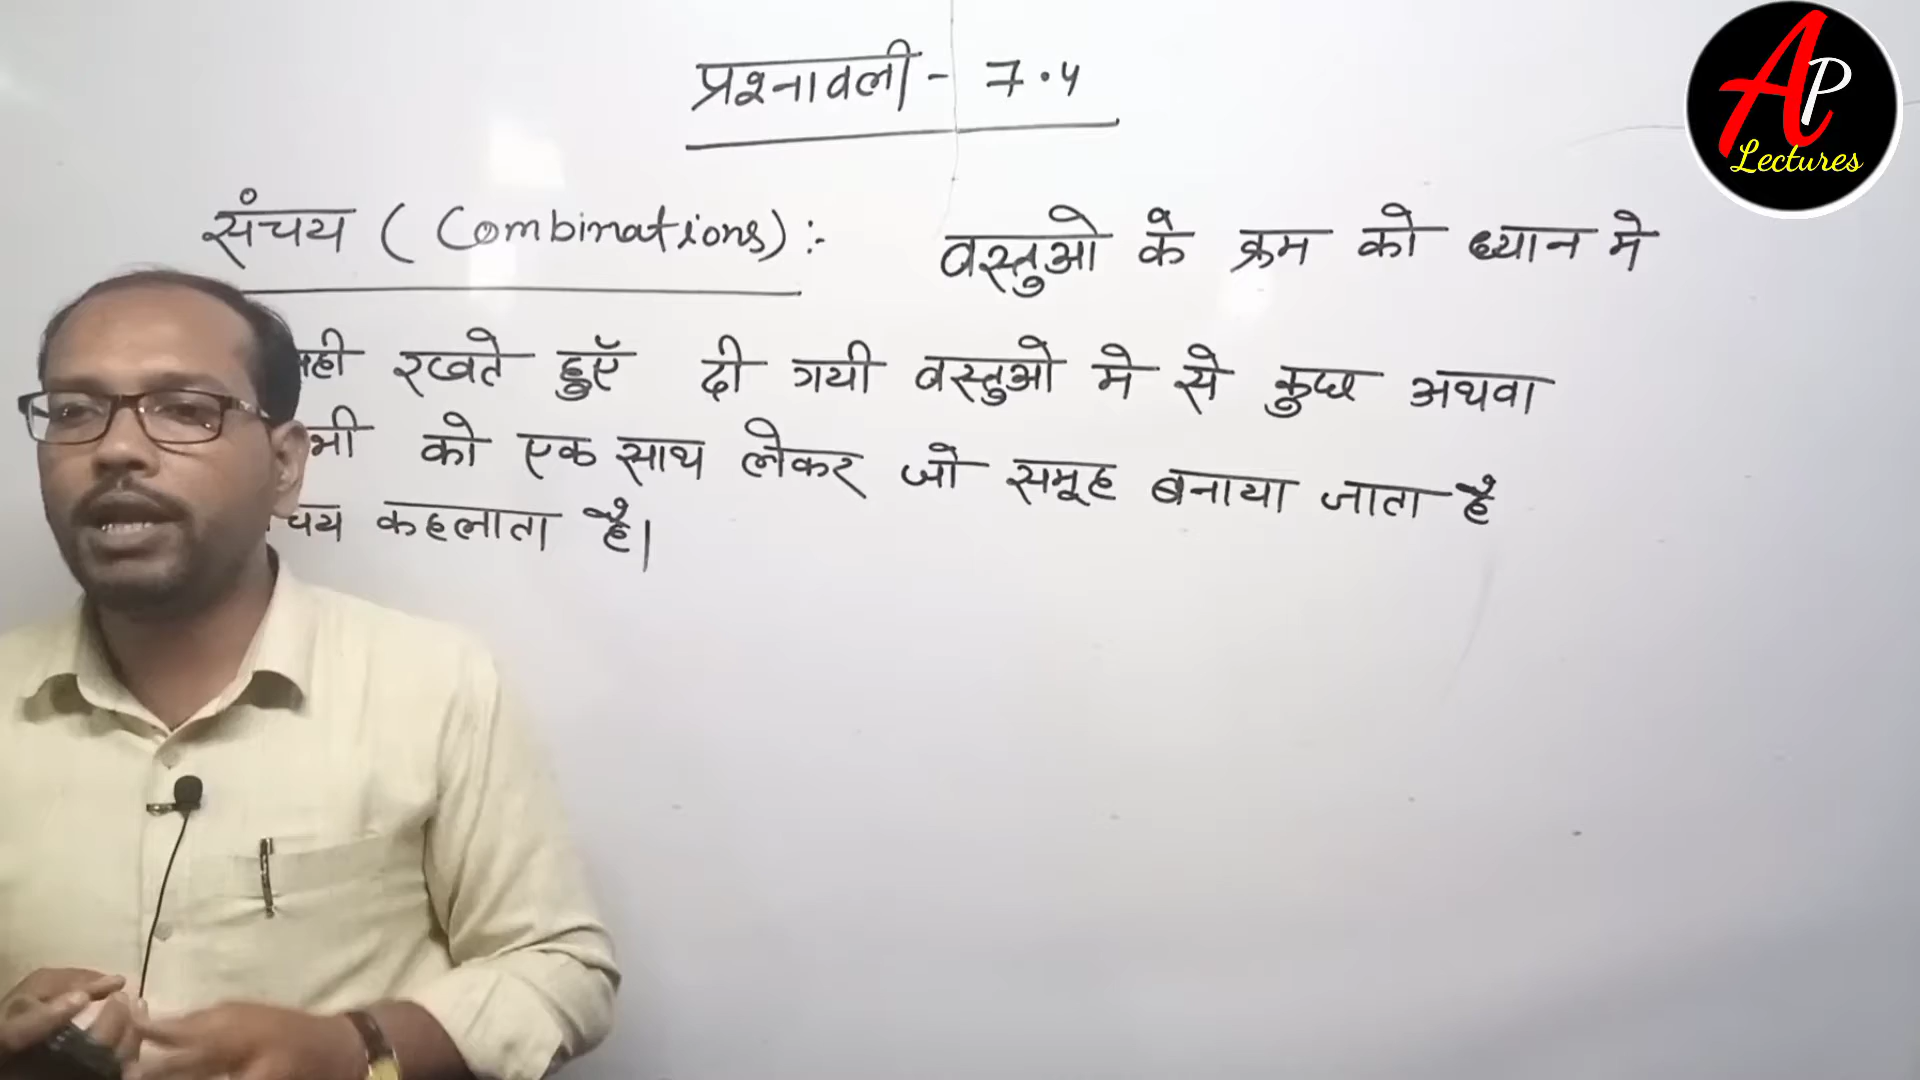 प्रश्नावली - 7.4
संचय (Combinations) :- वस्तुओ के क्रम को ध्यान मे
रखते हुएँ दी गयी वस्तुओ मे से कुछ अथवा
को एक साथ लेकर जो समूह बनाया जाता है
कहलाता है।
AP
Lectures